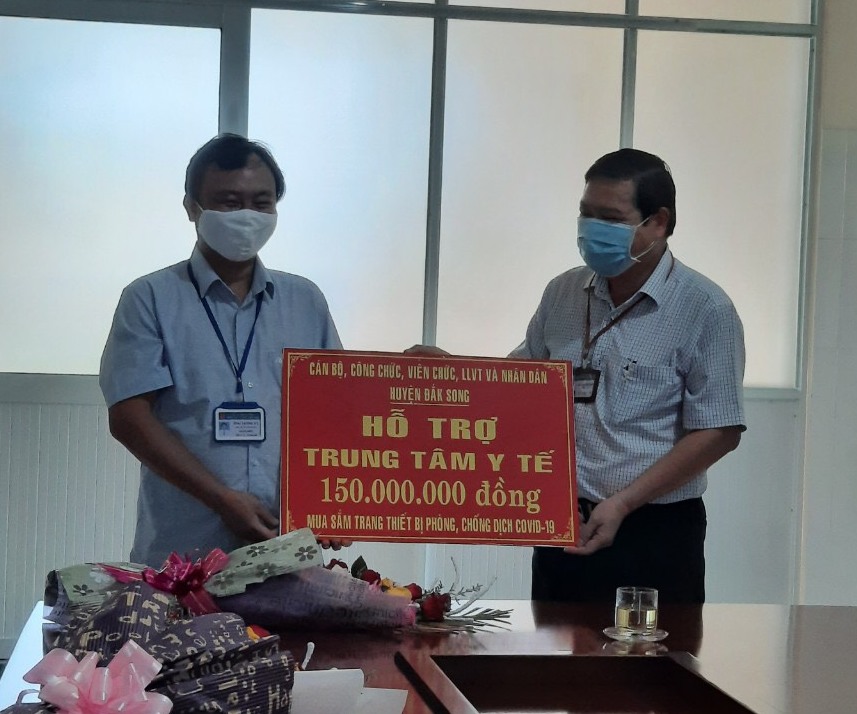 CÁN BỘ, CÔNG CHỨC, VIÊN CHỨC, LLVT VÀ NHÂN DÂN
HUYỆN ĐẮK SONG
HỖ TRỢ
TRUNG TÂM Y TẾ
150.000.000 đồng
MUA SẮM TRANG THIẾT BỊ PHÒNG, CHỐNG DỊCH COVID-19